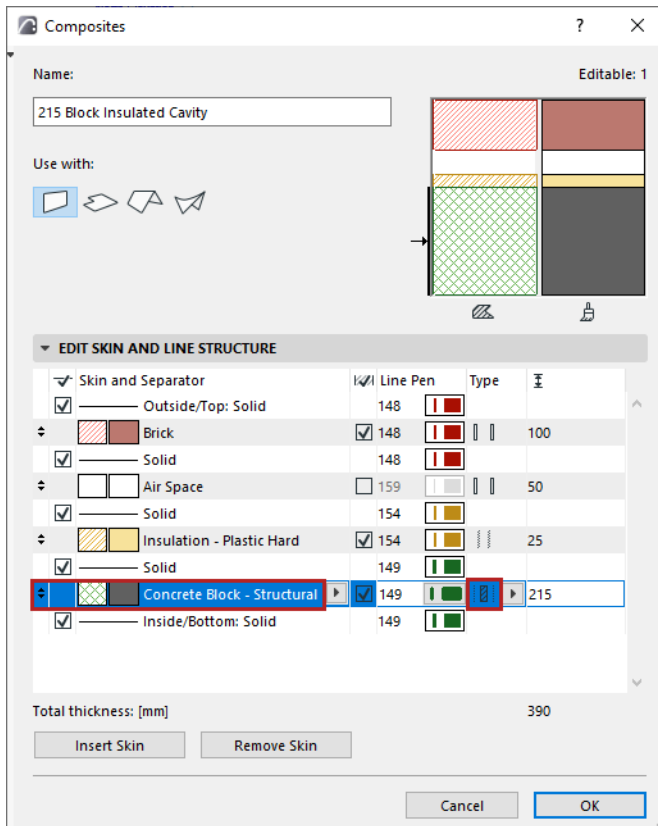 Composites ?
Name: Editable: 1
215 Block Insulated Cavity
Use with:
EDIT SKIN AND LINE STRUCTURE
Skin and Separator Line Pen Type
Outside/Top: Solid 148
Brick 148 100
Solid 148
Air Space 159 50
Solid 154
Insulation - Plastic Hard 154 25
Solid 149
Concrete Block - Structural 149 215
Inside/Bottom: Solid 149
Total thickness: [mm] 390
Insert Skin Remove Skin
Cancel OK